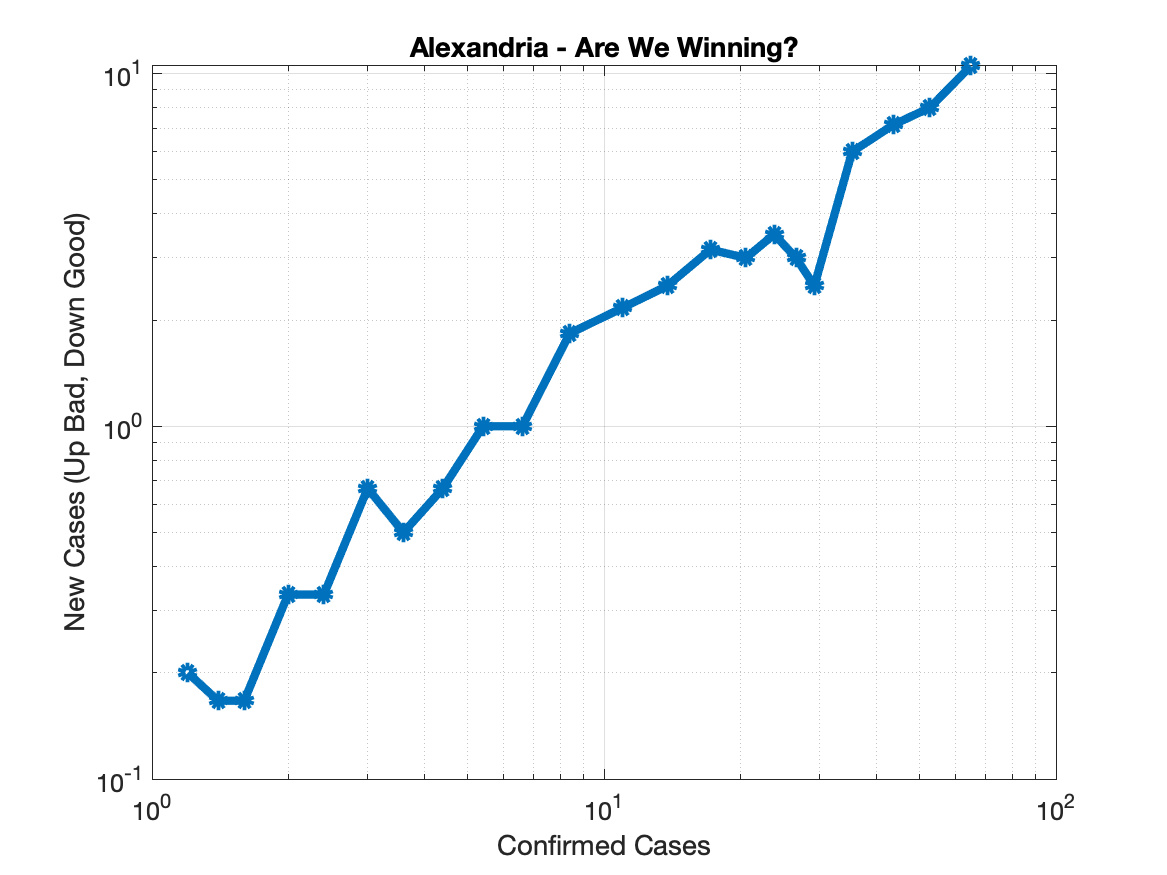 Alexandria - Are We Winning?
10^1
10^0
10^-1
New Cases (Up Bad, Down Good)
10^0 10^1 10^2
Confirmed Cases